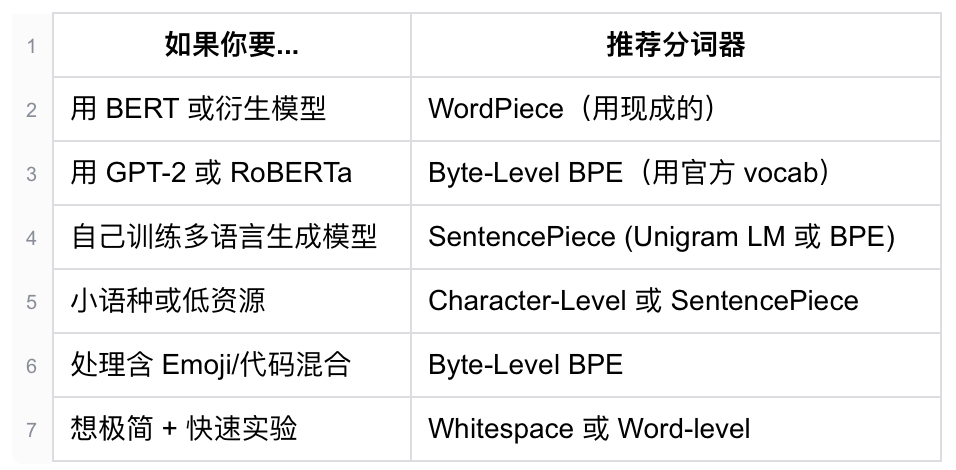 1 如果你要... 推荐分词器
2 用 BERT 或衍生模型 WordPiece（用现成的）
3 用 GPT-2 或 RoBERTa Byte-Level BPE（用官方 vocab）
4 自己训练多语言生成模型 SentencePiece (Unigram LM 或 BPE)
5 小语种或低资源 Character-Level 或 SentencePiece
6 处理含 Emoji/代码混合 Byte-Level BPE
7 想极简 + 快速实验 Whitespace 或 Word-level